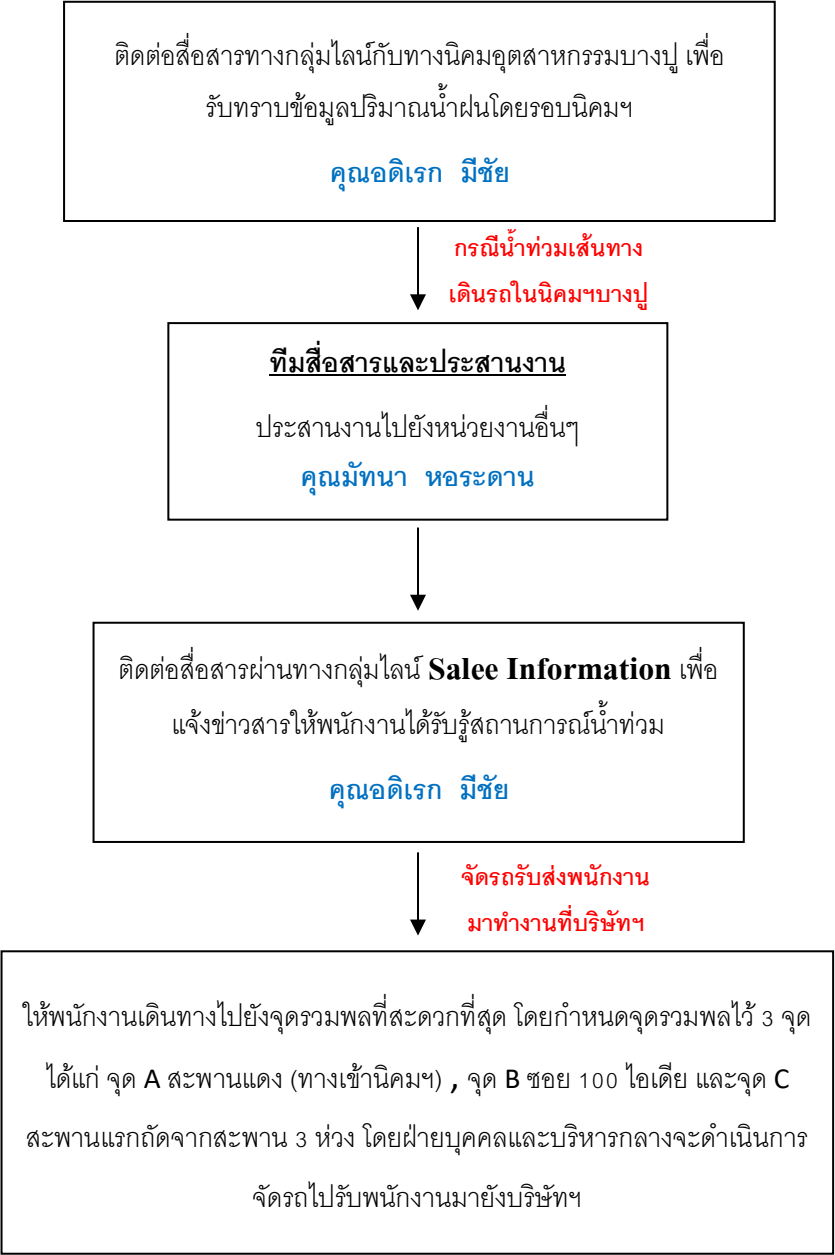 ติดต่อสื่อสารทางกลุ่มไลน์กับทางนิคมอุตสาหกรรมบางปู เพื่อ
รับทราบข้อมูลปริมาณน้ำฝนโดยรอบนิคมฯ
คุณอดิเรก มีชัย
กรณีน้ำท่วมเส้นทาง
เดินรถในนิคมฯบางปู
ทีมสื่อสารและประสานงาน
ประสานงานไปยังหน่วยงานอื่นๆ
คุณมัทนา หอระดาน
ติดต่อสื่อสารผ่านทางกลุ่มไลน์ Salee Information เพื่อ
แจ้งข่าวสารให้พนักงานได้รับรู้สถานการณ์น้ำท่วม
คุณอดิเรก มีชัย
จัดรถรับส่งพนักงาน
มาทำงานที่บริษัทฯ
ให้พนักงานเดินทางไปยังจุดรวมพลที่สะดวกที่สุด โดยกำหนดจุดรวมพลไว้ 3 จุด
ได้แก่ จุด A สะพานแดง (ทางเข้านิคมฯ) , จุด B ซอย 100 ไอเดีย และจุด C
สะพานแรกถัดจากสะพาน 3 ห่วง โดยฝ่ายบุคคลและบริหารกลางจะดำเนินการ
จัดรถไปรับพนักงานมายังบริษัทฯ